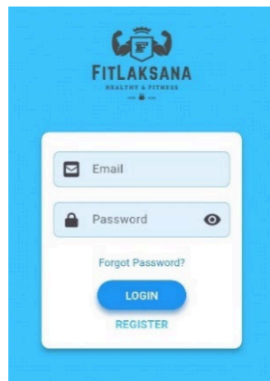 F
FITLAKSANA
HEALTHY & FITNESS
Email
Password
Forgot Password?
LOGIN
REGISTER